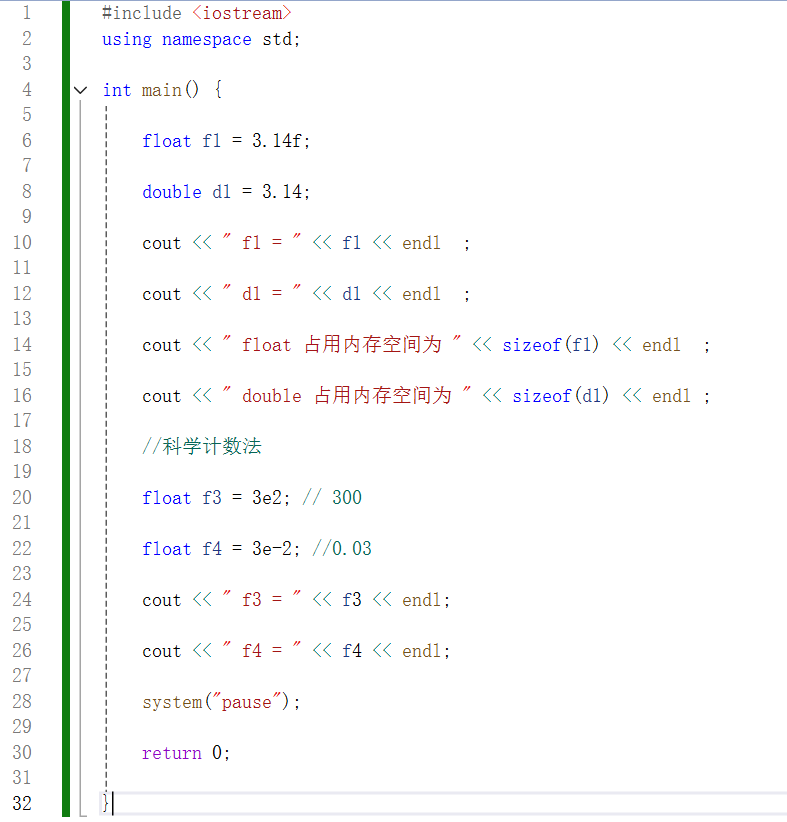 1 #include <iostream>
2 using namespace std;
3
4 int main() {
5
6 float f1 = 3.14f;
7
8 double d1 = 3.14;
9
10 cout << " f1 = " << f1 << endl  ;
11
12 cout << " d1 = " << d1 << endl  ;
13
14 cout << " float 占用内存空间为 " << sizeof(f1) << endl  ;
15
16 cout << " double 占用内存空间为 " << sizeof(d1) << endl ;
17
18 //科学计数法
19
20 float f3 = 3e2; // 300
21
22 float f4 = 3e-2; //0.03
23
24 cout << " f3 = " << f3 << endl;
25
26 cout << " f4 = " << f4 << endl;
27
28 system("pause");
29
30 return 0;
31
32 }